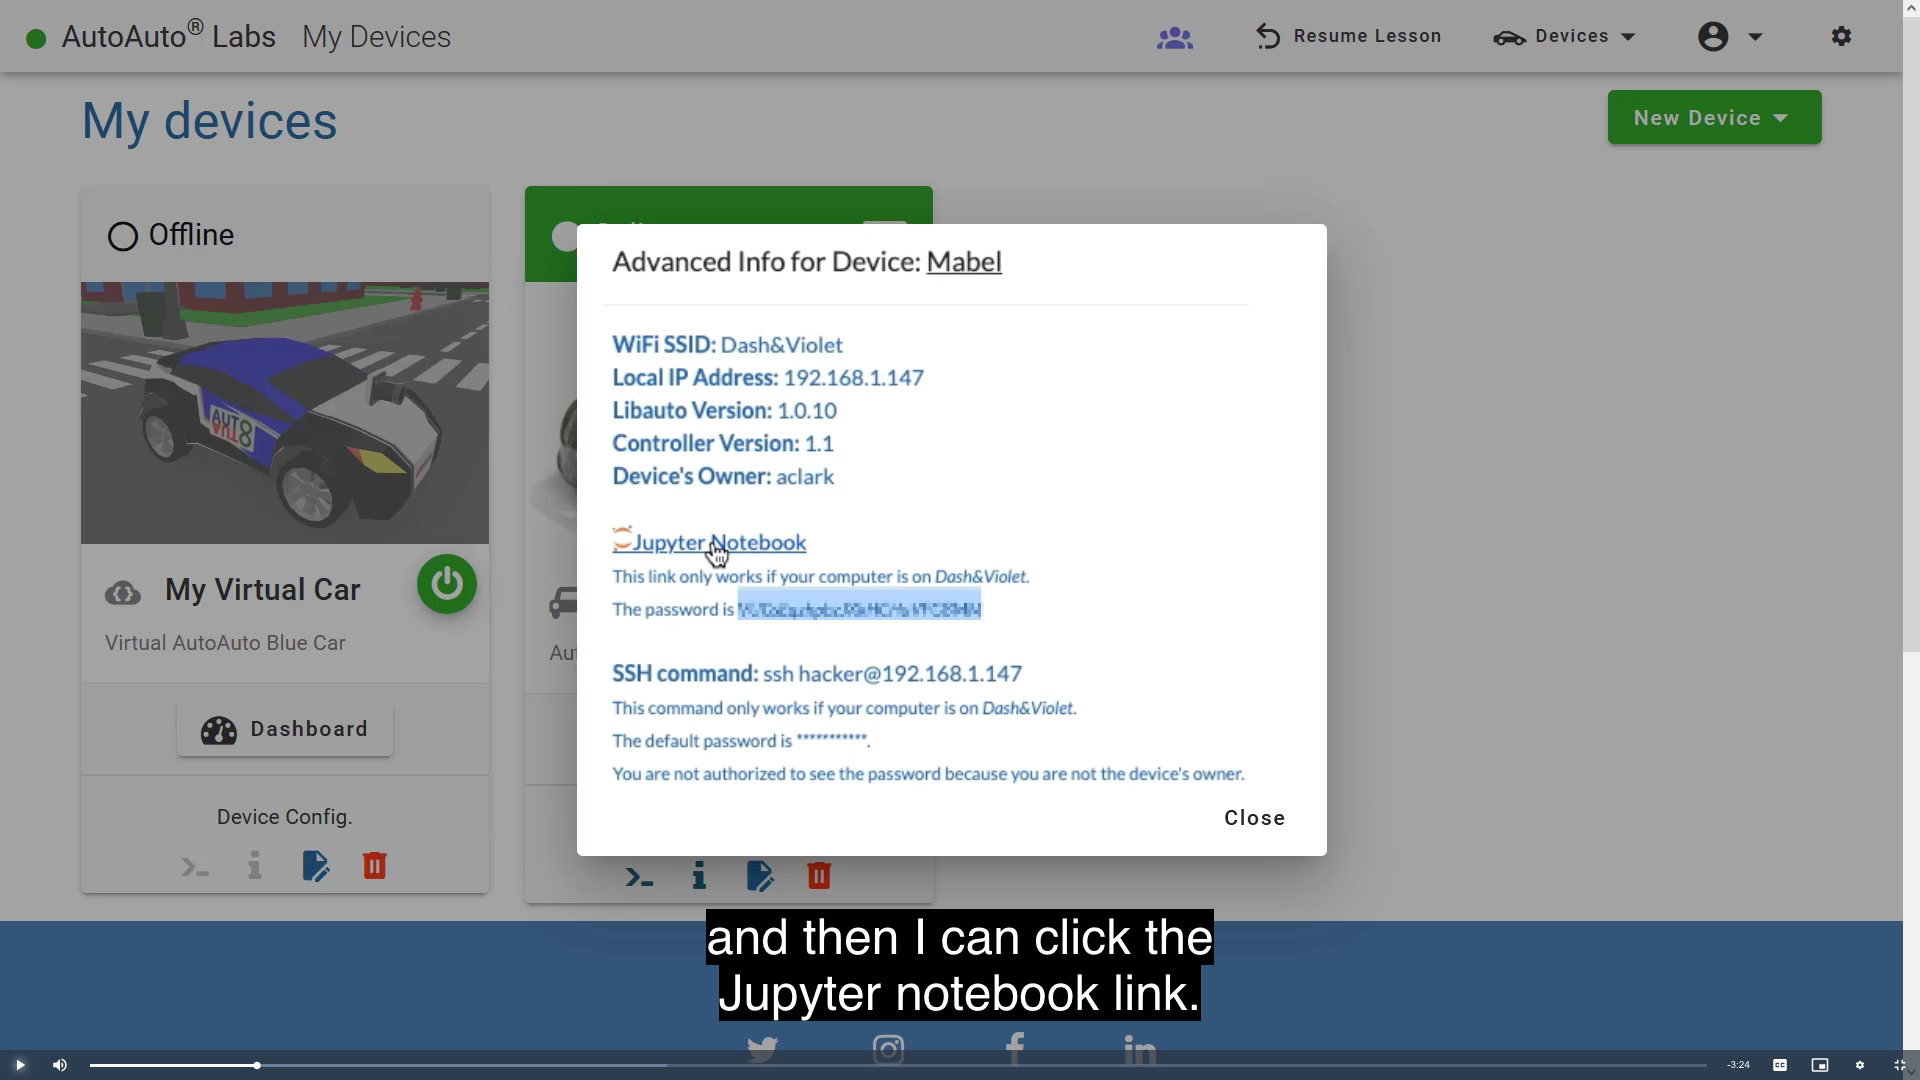 AutoAuto® Labs My Devices
Resume Lesson
Devices
My devices
New Device
Offline
AUTO
AUTO
My Virtual Car
Virtual AutoAuto Blue Car
Dashboard
Device Config.
Advanced Info for Device: Mabel
WiFi SSID: Dash&Violet
Local IP Address: 192.168.1.147
Libauto Version: 1.0.10
Controller Version: 1.1
Device's Owner: aclark
Jupyter Notebook
This link only works if your computer is on Dash&Violet.
The password is
SSH command: ssh hacker@192.168.1.147
This command only works if your computer is on Dash&Violet.
The default password is ***********.
You are not authorized to see the password because you are not the device's owner.
Close
and then I can click the
Jupyter notebook link.
-3:24
CC